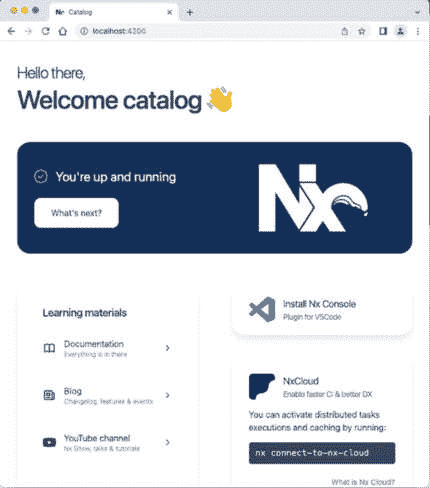 Catalog
localhost:4200
Hello there,
Welcome catalog 👋
You're up and running
What's next?
Nx
Learning materials
Documentation
Everything is in there
Blog
Changelog, features & events
YouTube channel
Nx Show, talks & tutorials
Install Nx Console
Plugin for VSCode
NxCloud
Enable faster CI & better DX
You can activate distributed tasks
executions and caching by running:
nx connect-to-nx-cloud
What is Nx Cloud?